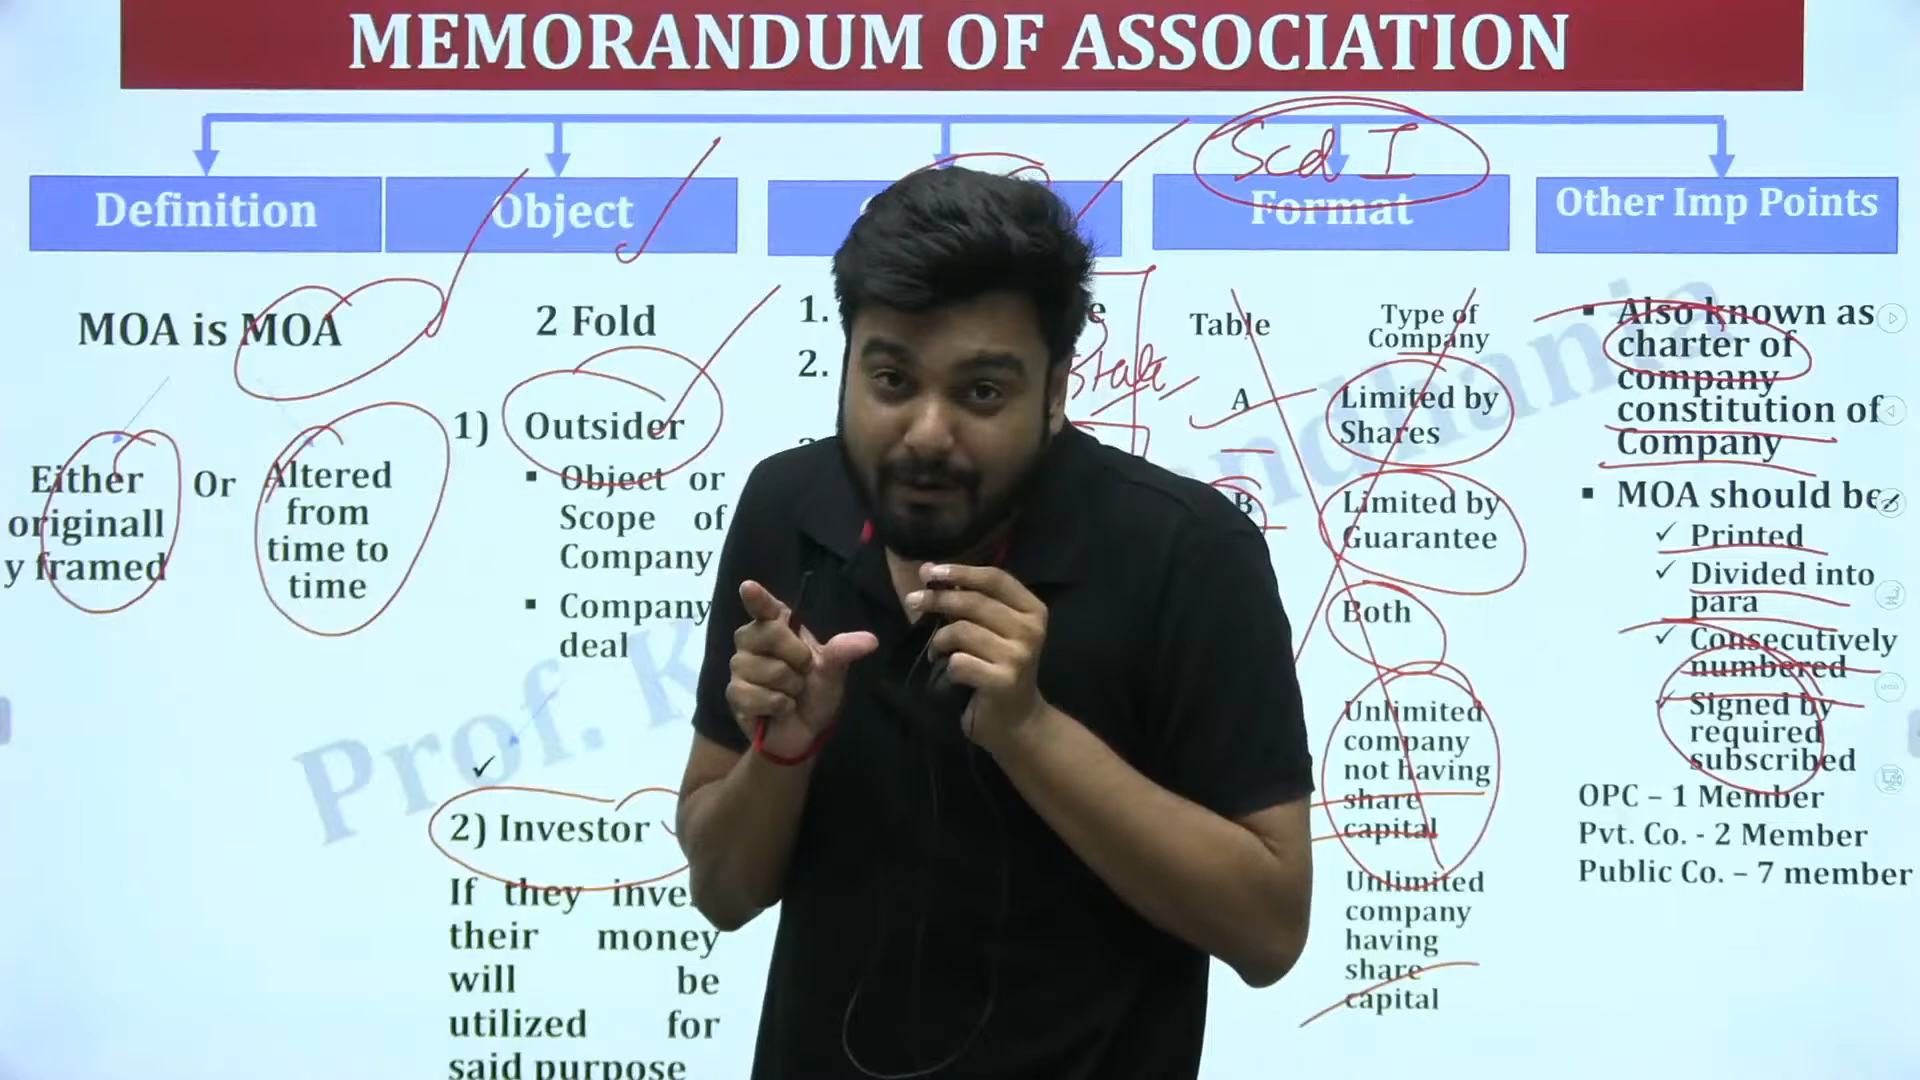 MEMORANDUM OF ASSOCIATION
Definition
Object
Scd I
Format
Other Imp Points
MOA is MOA
Either
originall
y framed
Or
Altered
from
time to
time
2 Fold
1) Outsider
▪ Object or
Scope of
Company
▪ Company
deal
✓
2) Investor
If they inve
their money
will be
utilized for
said purpose
1.
2.
State
Table
Type of
Company
A
Limited by
Shares
B
Limited by
Guarantee
Both
Unlimited
company
not having
share
capital
Unlimited
company
having
share
capital
▪ Also known as
charter of
company
constitution of
Company
▪ MOA should be
✓ Printed
✓ Divided into
para
✓ Consecutively
numbered
✓ Signed by
required
subscribed
OPC – 1 Member
Pvt. Co. - 2 Member
Public Co. – 7 member
Prof. K
ndhania